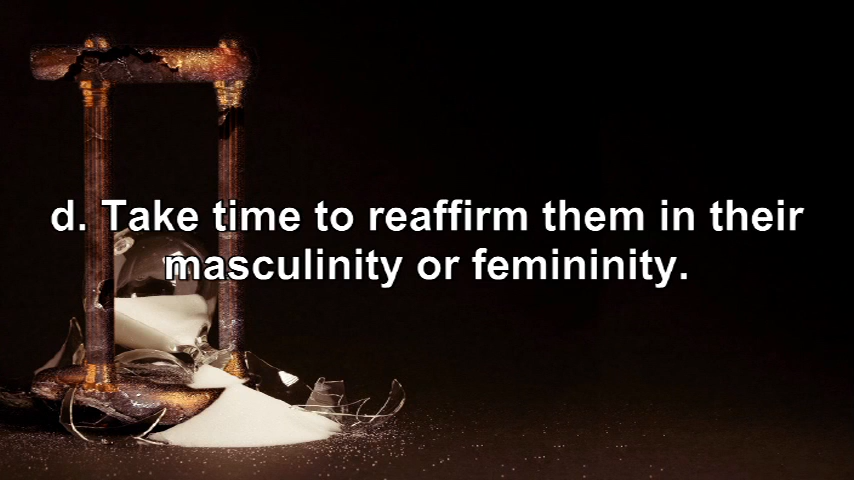 d. Take time to reaffirm them in their
masculinity or femininity.